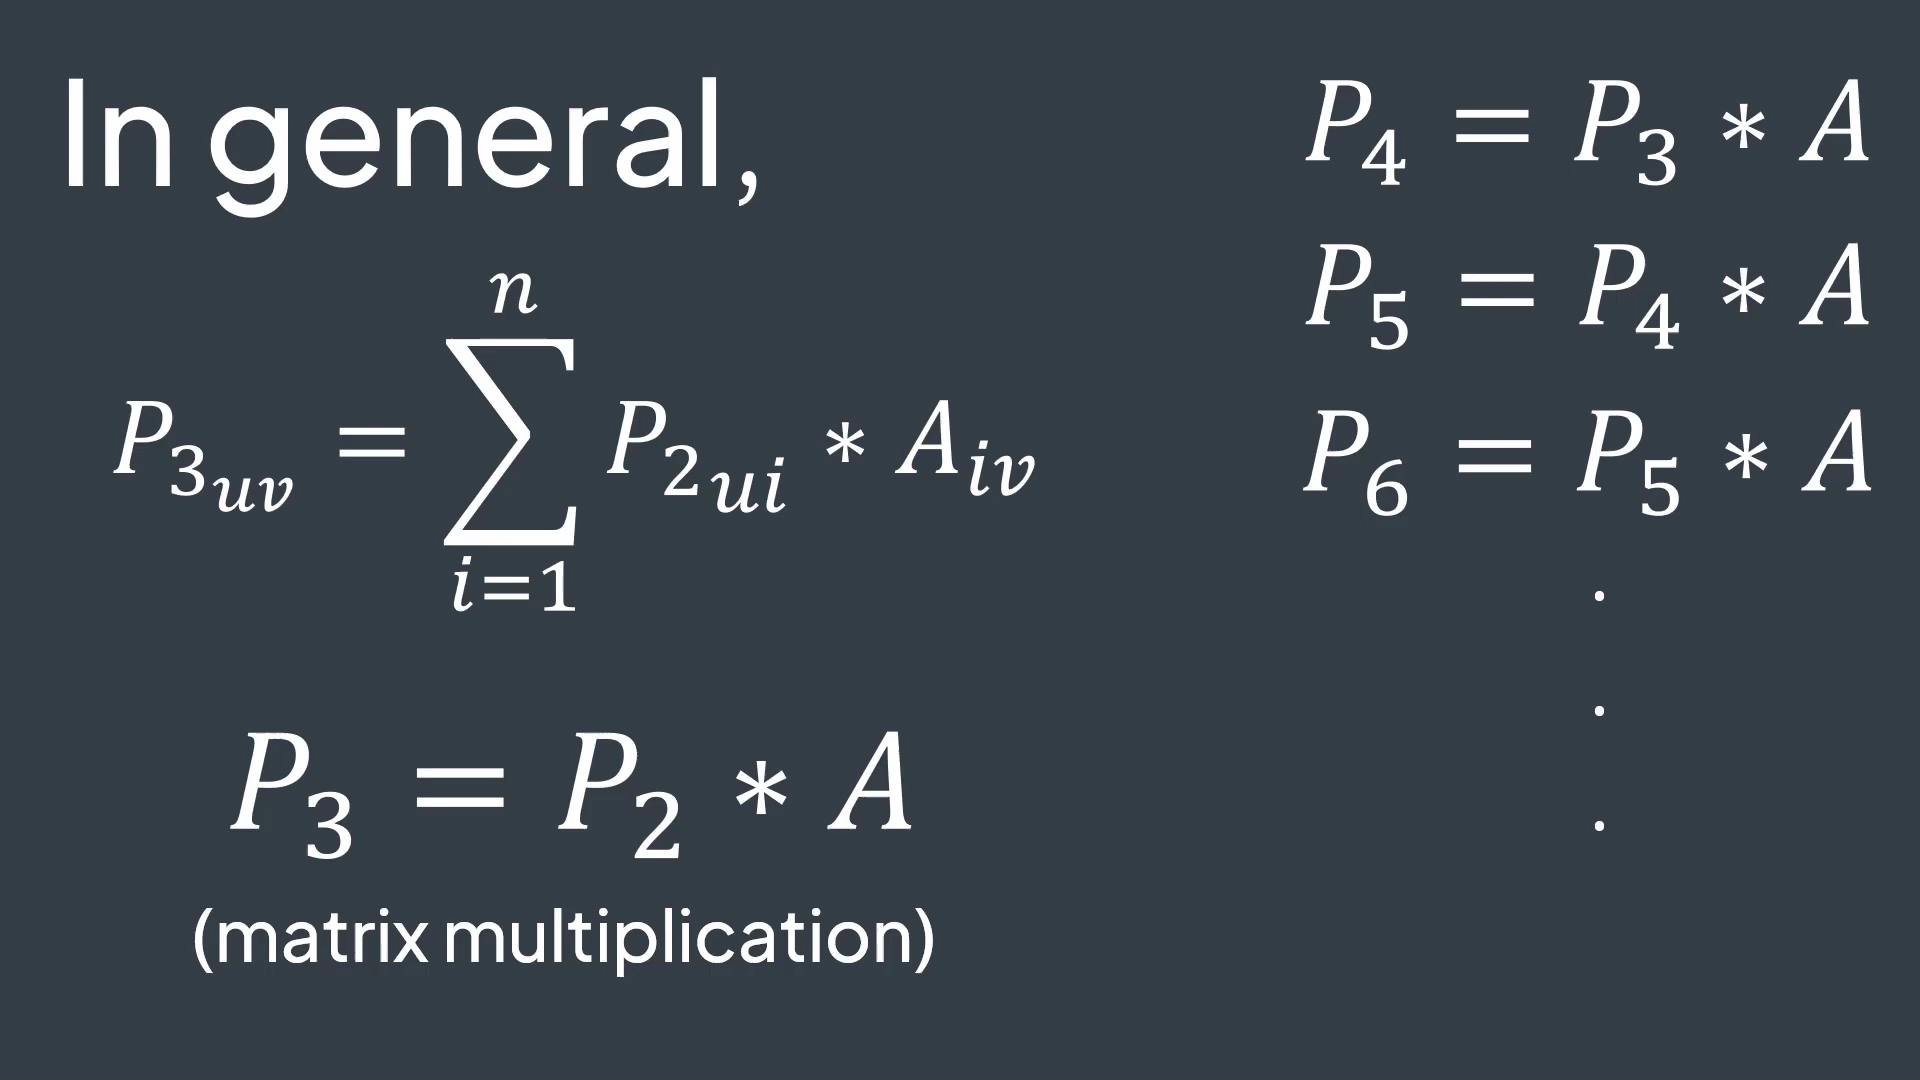 In general,
$P_{3_{uv}} = \sum_{i=1}^{n} P_{2_{ui}} * A_{iv}$
$P_3 = P_2 * A$
(matrix multiplication)
$P_4 = P_3 * A$
$P_5 = P_4 * A$
$P_6 = P_5 * A$
.
.
.